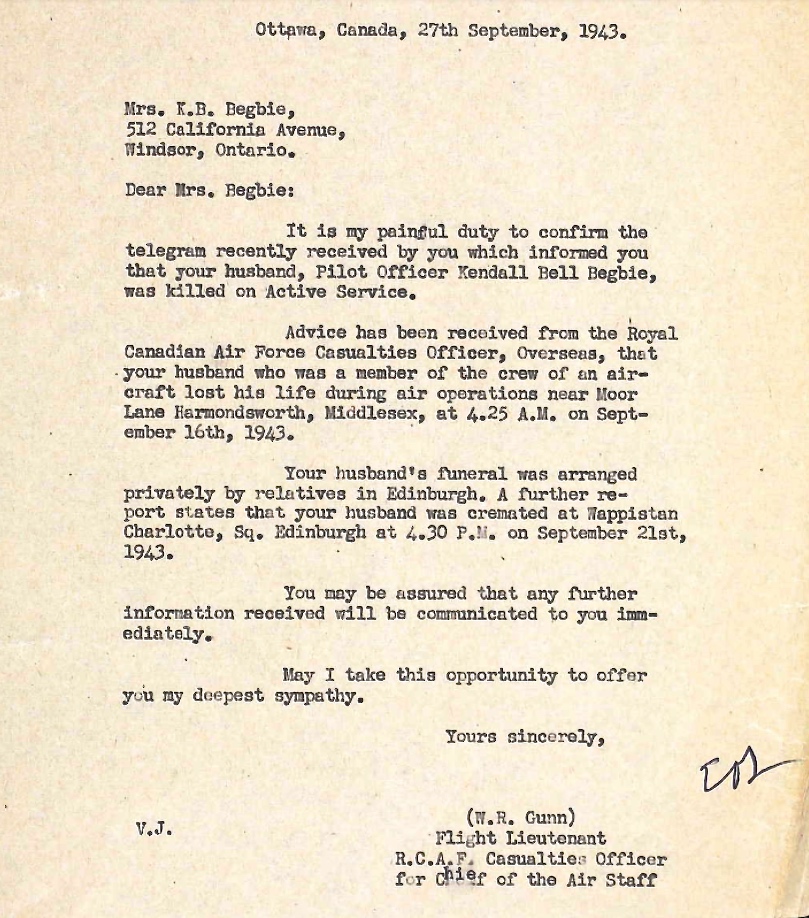 Ottawa, Canada, 27th September, 1943.
Mrs. K.B. Begbie,
512 California Avenue,
Windsor, Ontario.
Dear Mrs. Begbie:
It is my painful duty to confirm the
telegram recently received by you which informed you
that your husband, Pilot Officer Kendall Bell Begbie,
was killed on Active Service.
Advice has been received from the Royal
Canadian Air Force Casualties Officer, Overseas, that
your husband who was a member of the crew of an air-
craft lost his life during air operations near Moor
Lane Harmondsworth, Middlesex, at 4.25 A.M. on Sept-
ember 16th, 1943.
Your husband's funeral was arranged
privately by relatives in Edinburgh. A further re-
port states that your husband was cremated at Wappistan
Charlotte, Sq. Edinburgh at 4.30 P.M. on September 21st,
1943.
You may be assured that any further
information received will be communicated to you imm-
ediately.
May I take this opportunity to offer
you my deepest sympathy.
Yours sincerely,
V.J.
(W.R. Gunn)
Flight Lieutenant
R.C.A.F. Casualties Officer
for Chief of the Air Staff